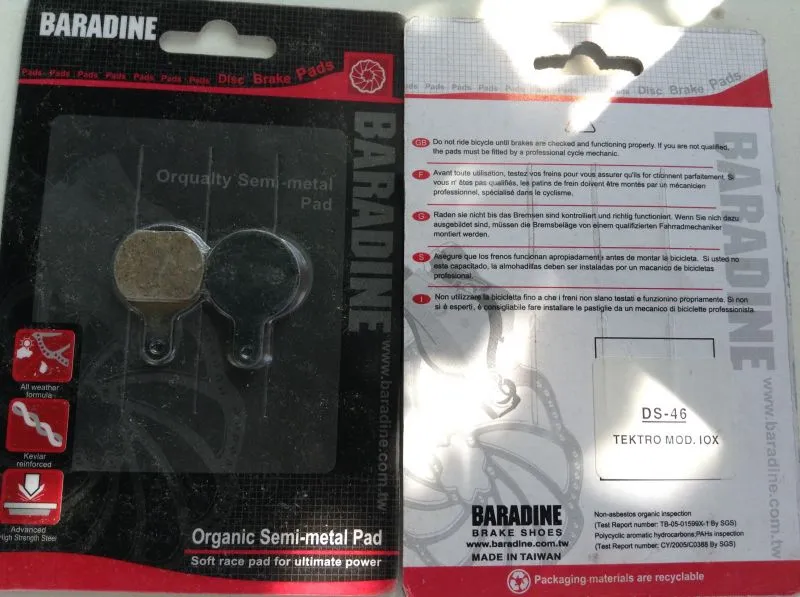 BARADINE
Pads Pads Pads Pads Pads Pads Pads Disc Brake Pads
BARADINE
www.baradine.com.tw
Orqualty Semi-metal
Pad
All weather
formula
Kevlar
reinforced
Advanced
High Strength Steel
Organic Semi-metal Pad
Soft race pad for ultimate power
Pads Pads Pads Pads Pads Pads Disc Brake Pads
BARADINE
www.baradine.com.tw
GB Do not ride bicycle until brakes are checked and functioning properly. If you are not qualified,
the pads must be fitted by a professional cycle mechanic.
F Avant toute utilisation, testez vos freins pour vous assurer qu'ils for ctionnent parfaitement. Si
vous n' êtes pas qualifiés, les patins de frein doivent être montés par un mécanicien
professionnel, spécialisé dans le cyclisme.
G Raden sie nicht bis das Bremsen sind kontrolliert und richtig functioniert. Wenn Sie nich dazu
ausgebildet sind, müssen die Bremsbeläge von einem qualifizierten Fahrradmechaniker
montiert werden.
S Asegure que los frenos funcionan apropiedament antes de montar la bicicleta. Si usted no
esta capacitado, la almohadillas deben ser instaladas por un macanico de bicicletas
profesional.
I Non utilizzare la bicicletta fino a che i freni non slano testati e funzionino propriamente. Si non
si è esperti, è consigliabile fare installare le pastiglie da un mecanico di biciclette professionista.
DS-46
TEKTRO MOD. IOX
BARADINE
BRAKE SHOES
www.baradine.com.tw
MADE IN TAIWAN
Non-asbestos organic inspection
(Test Report number: TB-05-01599X-1 By SGS)
Polycyclic aromatic hydrocarbons;PAHs inspection
(Test Report number: CY/2005/C0388 By SGS)
Packaging materials are recyclable